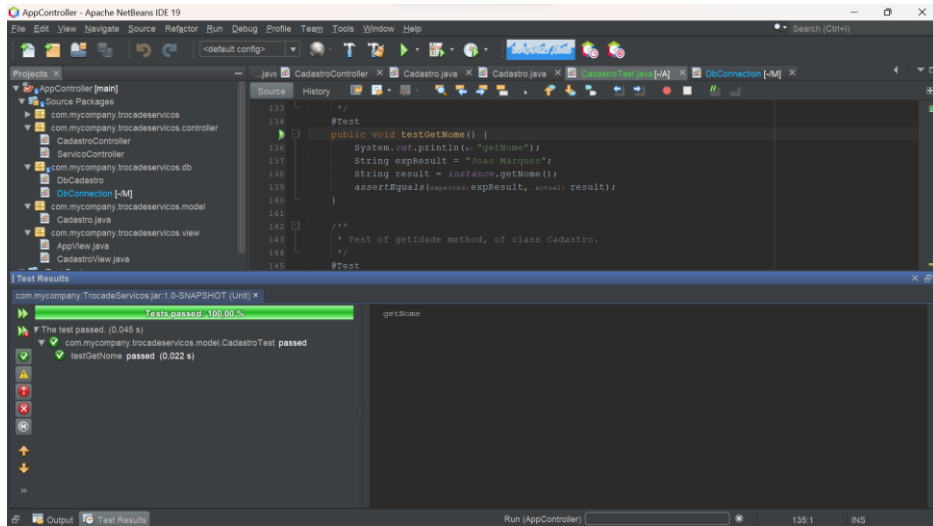 AppController - Apache NetBeans IDE 19
File Edit View Navigate Source Refactor Run Debug Profile Team Tools Window Help
Search (Ctrl+I)
<default config>
Projects
...java CadastroController Cadastro.java Cadastro.java CadastroTest.java [-/A] DbConnection [-/M]
AppController [main]
Source Packages
com.mycompany.trocadeservicos
com.mycompany.trocadeservicos.controller
CadastroController
ServicoController
com.mycompany.trocadeservicos.db
DbCadastro
DbConnection [-/M]
com.mycompany.trocadeservicos.model
Cadastro.java
com.mycompany.trocadeservicos.view
AppView.java
CadastroView.java
Source History
133 */
134 @Test
public void testGetNome() {
136 System.out.println(x: "getNome");
137 String expResult = "Joao Marques";
138 String result = instance.getNome();
139 assertEquals(expected: expResult, actual: result);
140 }
141
142 /**
143 * Test of getIdade method, of class Cadastro.
144 */
145 @Test
Test Results
com.mycompany:TrocadeServicos:jar:1.0-SNAPSHOT (Unit)
Tests passed: 100.00 %
The test passed. (0,045 s)
com.mycompany.trocadeservicos.model.CadastroTest passed
testGetNome passed (0,022 s)
getNome
Output Test Results
Run (AppController)
135:1 INS